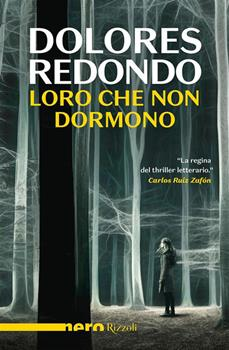 DOLORES
REDONDO
LORO CHE NON
DORMONO
“La regina
del thriller letterario.”
Carlos Ruiz Zafón
nero Rizzoli